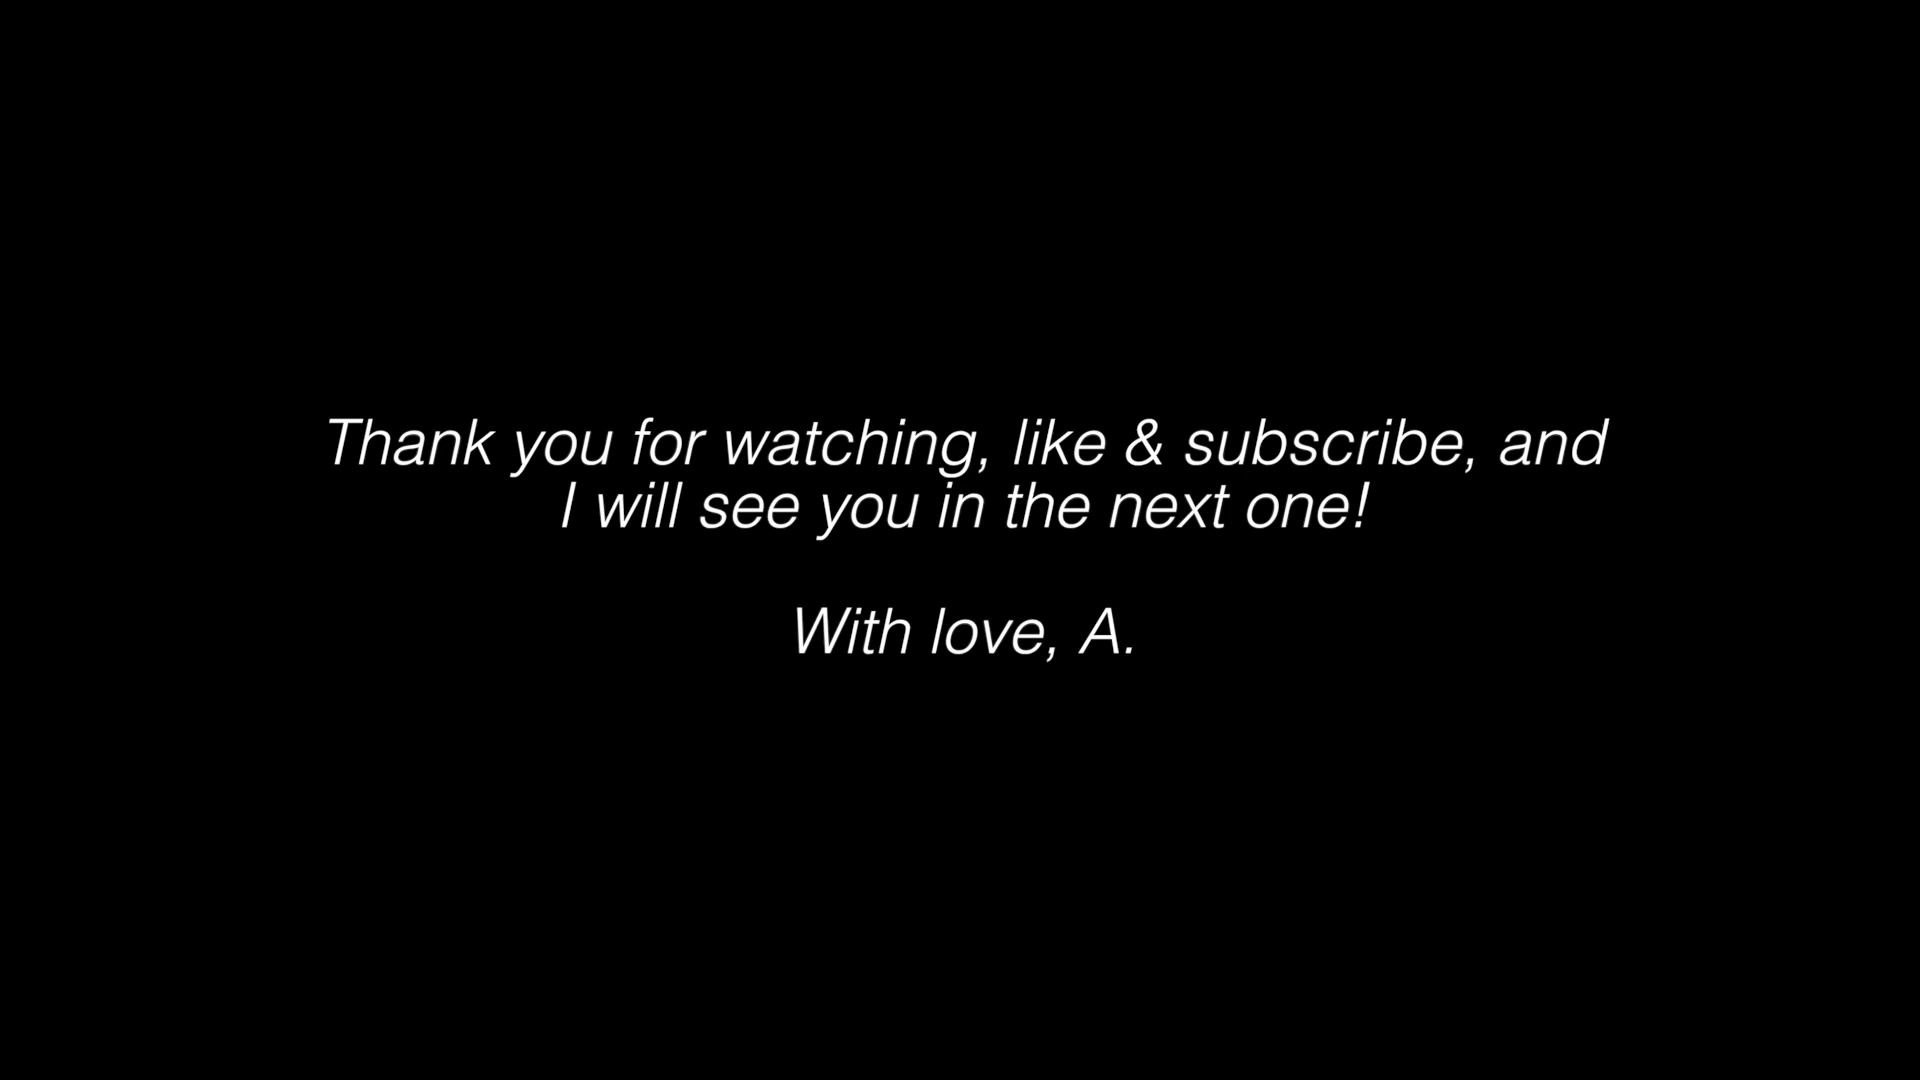 Thank you for watching, like & subscribe, and
I will see you in the next one!
With love, A.